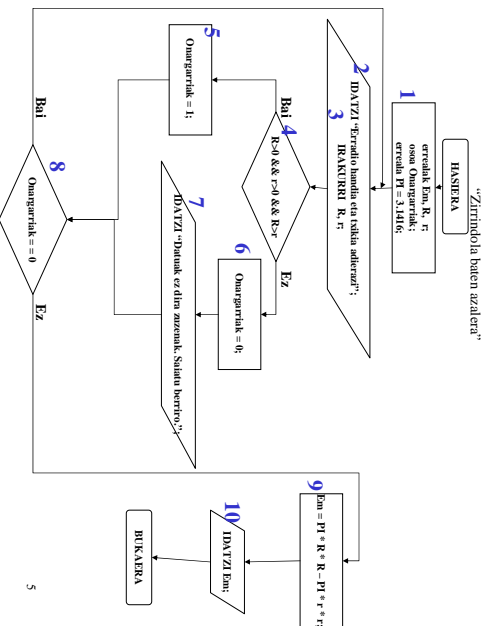 “Zirrindola baten azalera”
HASIERA
1
errealak Em, R, r;
osoa Onargarriak;
erreala PI = 3.1416;
2
IDATZI “Erradio handia eta txikia adierazi”;
3
IRAKURRI R, r;
4
R>0 && r>0 && R>r
Bai
Ez
5
Onargarriak = 1;
6
Onargarriak = 0;
7
IDATZI “Datuak ez dira zuzenak. Saiatu berriro.”;
8
Onargarriak = = 0
Bai
Ez
9
Em = PI * R * R – PI * r * r;
10
IDATZI Em;
BUKAERA
5